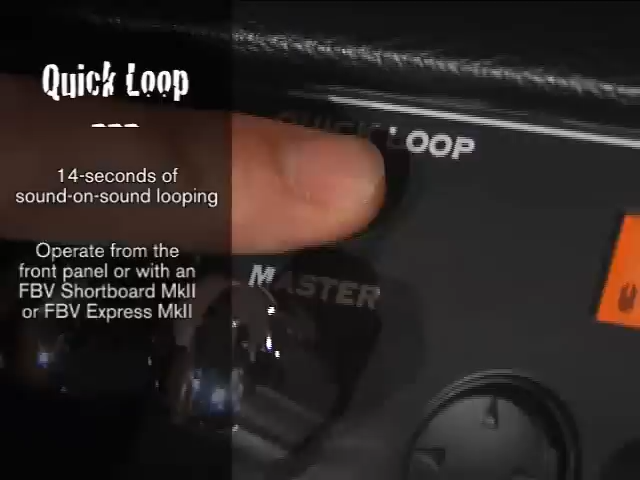 Quick Loop
14-seconds of
sound-on-sound looping
Operate from the
front panel or with an
FBV Shortboard MkII
or FBV Express MkII
QUICK LOOP
MASTER